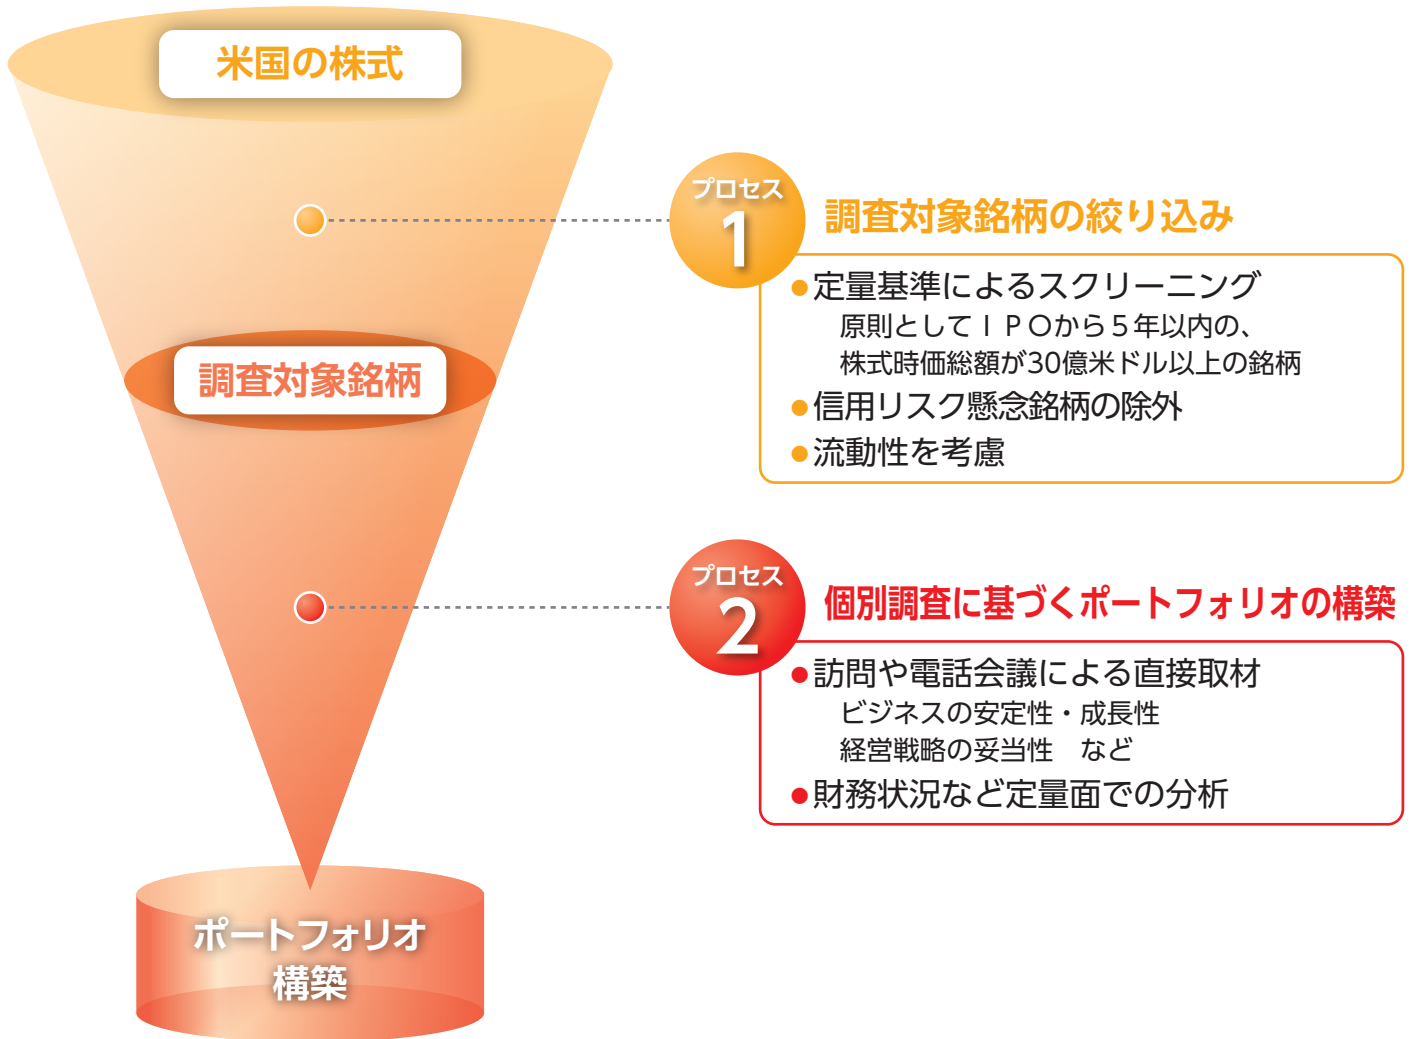 米国の株式
プロセス
1
調査対象銘柄の絞り込み
●定量基準によるスクリーニング
原則としてＩＰＯから５年以内の、
株式時価総額が30億米ドル以上の銘柄
●信用リスク懸念銘柄の除外
●流動性を考慮
調査対象銘柄
プロセス
2
個別調査に基づくポートフォリオの構築
●訪問や電話会議による直接取材
ビジネスの安定性・成長性
経営戦略の妥当性　など
●財務状況など定量面での分析
ポートフォリオ
構築